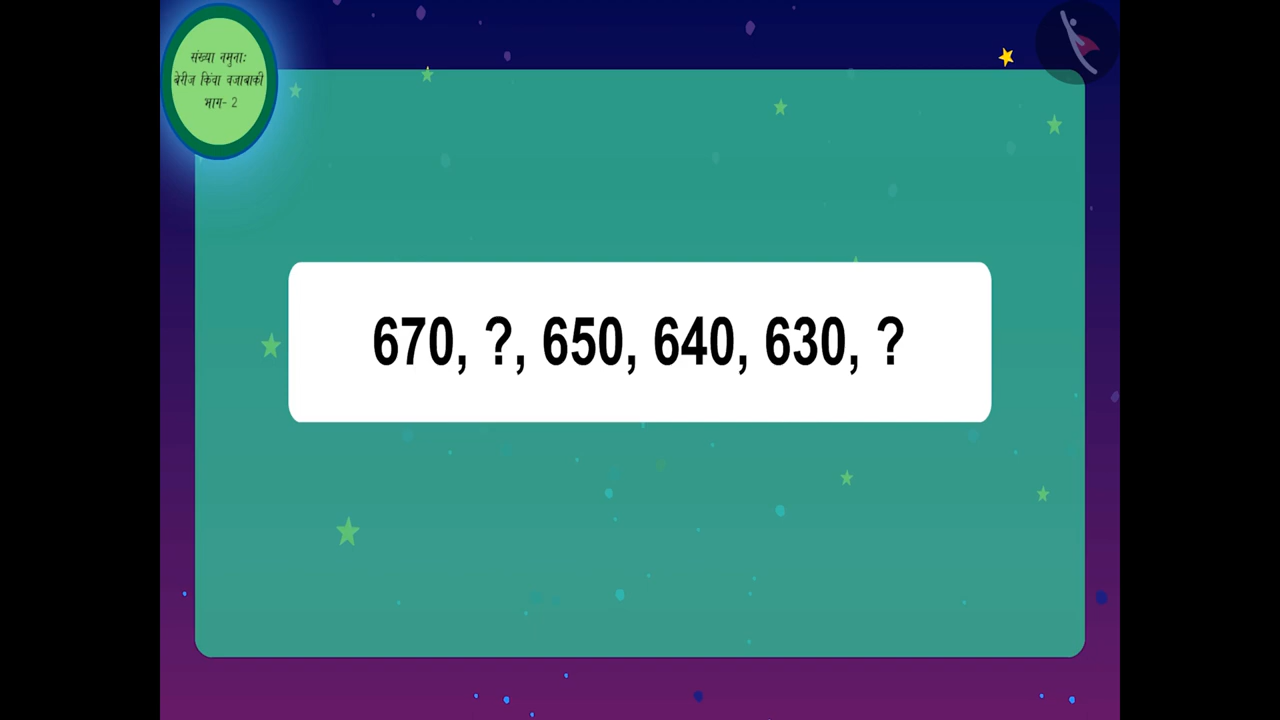 संख्या नमुनाः
बेरीज किंवा वजाबाकी
भाग- 2
670, ?, 650, 640, 630, ?